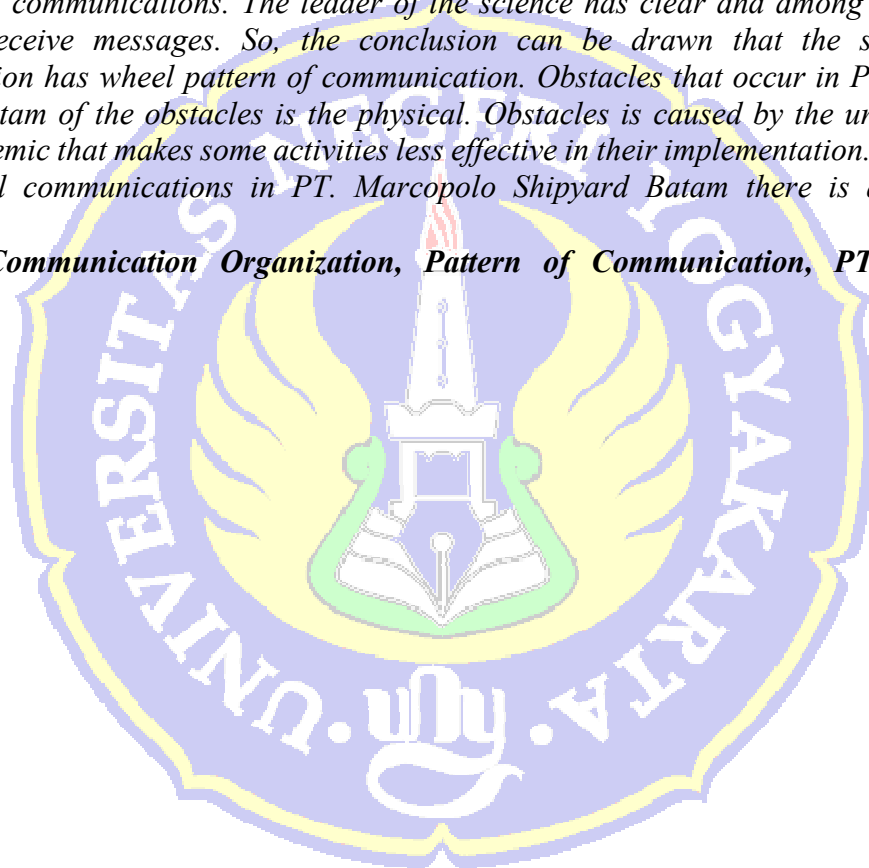 communications. The leader of the science has clear and among
eceive messages. So, the conclusion can be drawn that the s
ion has wheel pattern of communication. Obstacles that occur in P
tam of the obstacles is the physical. Obstacles is caused by the un
emic that makes some activities less effective in their implementation.
l communications in PT. Marcopolo Shipyard Batam there is
Communication Organization, Pattern of Communication, PT
UNIVERSITAS NEGERI YOGYAKARTA
uny